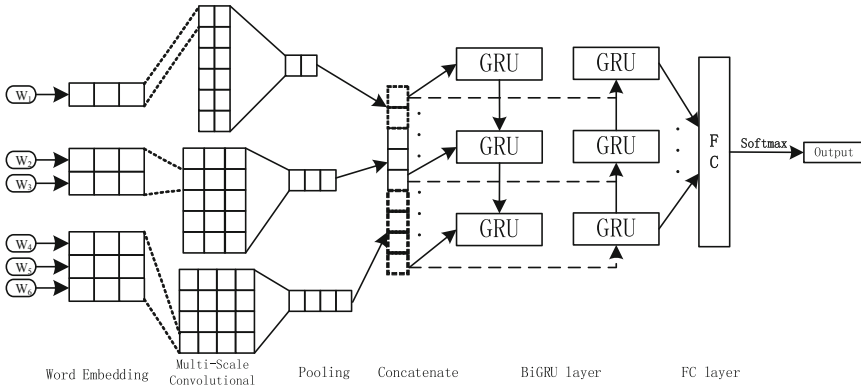 W1
W2
W3
W4
W5
W6
GRU GRU
GRU GRU
GRU GRU
FC
Softmax
Output
Word Embedding
Multi-Scale
Convolutional
Pooling
Concatenate
BiGRU layer
FC layer